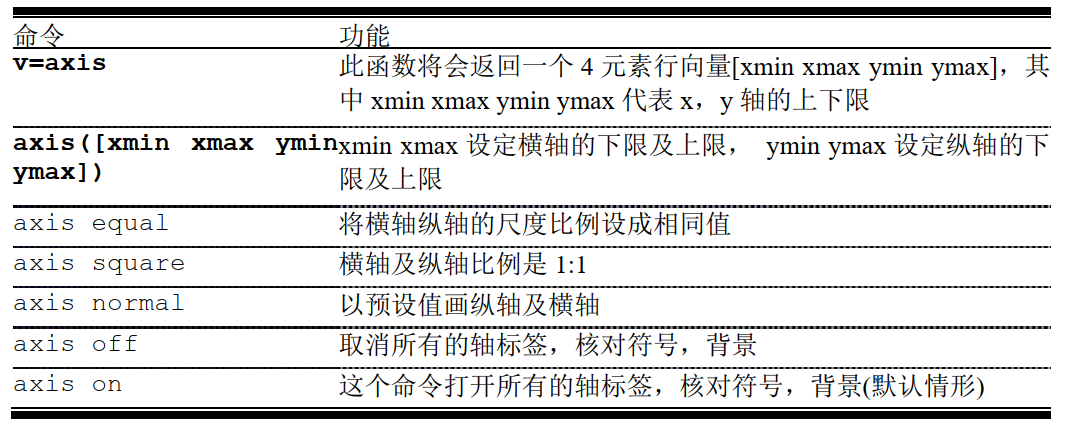 命令 功能
v=axis 此函数将会返回一个 4 元素行向量[xmin xmax ymin ymax]，其
中 xmin xmax ymin ymax 代表 x，y 轴的上下限
axis([xmin xmax ymin xmin xmax 设定横轴的下限及上限， ymin ymax 设定纵轴的下
ymax]) 限及上限
axis equal 将横轴纵轴的尺度比例设成相同值
axis square 横轴及纵轴比例是 1:1
axis normal 以预设值画纵轴及横轴
axis off 取消所有的轴标签，核对符号，背景
axis on 这个命令打开所有的轴标签，核对符号，背景(默认情形)